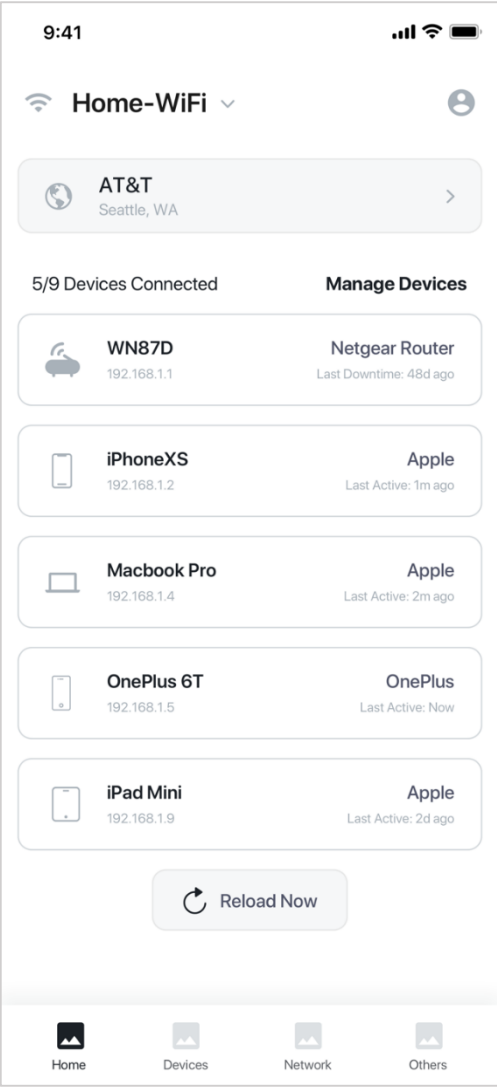 9:41
Home-WiFi
AT&T
Seattle, WA
5/9 Devices Connected Manage Devices
WN87D Netgear Router
192.168.1.1 Last Downtime: 48d ago
iPhoneXS Apple
192.168.1.2 Last Active: 1m ago
Macbook Pro Apple
192.168.1.4 Last Active: 2m ago
OnePlus 6T OnePlus
192.168.1.5 Last Active: Now
iPad Mini Apple
192.168.1.9 Last Active: 2d ago
Reload Now
Home Devices Network Others